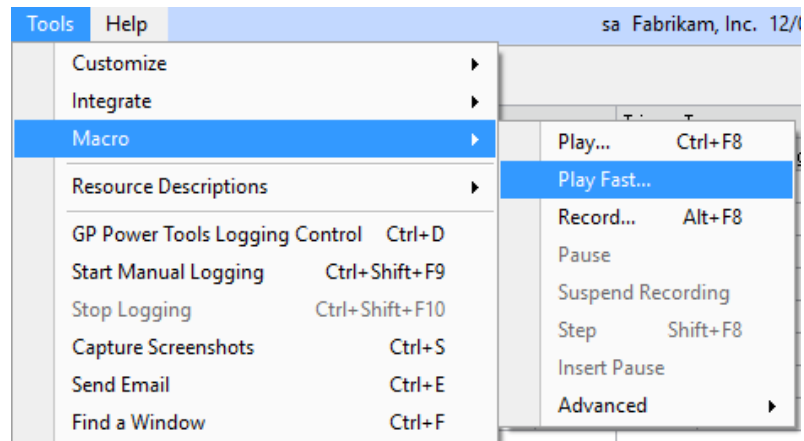 Tools Help sa Fabrikam, Inc. 12/0
Customize
Integrate
Macro
Resource Descriptions
GP Power Tools Logging Control Ctrl+D
Start Manual Logging Ctrl+Shift+F9
Stop Logging Ctrl+Shift+F10
Capture Screenshots Ctrl+S
Send Email Ctrl+E
Find a Window Ctrl+F
Play... Ctrl+F8
Play Fast...
Record... Alt+F8
Pause
Suspend Recording
Step Shift+F8
Insert Pause
Advanced